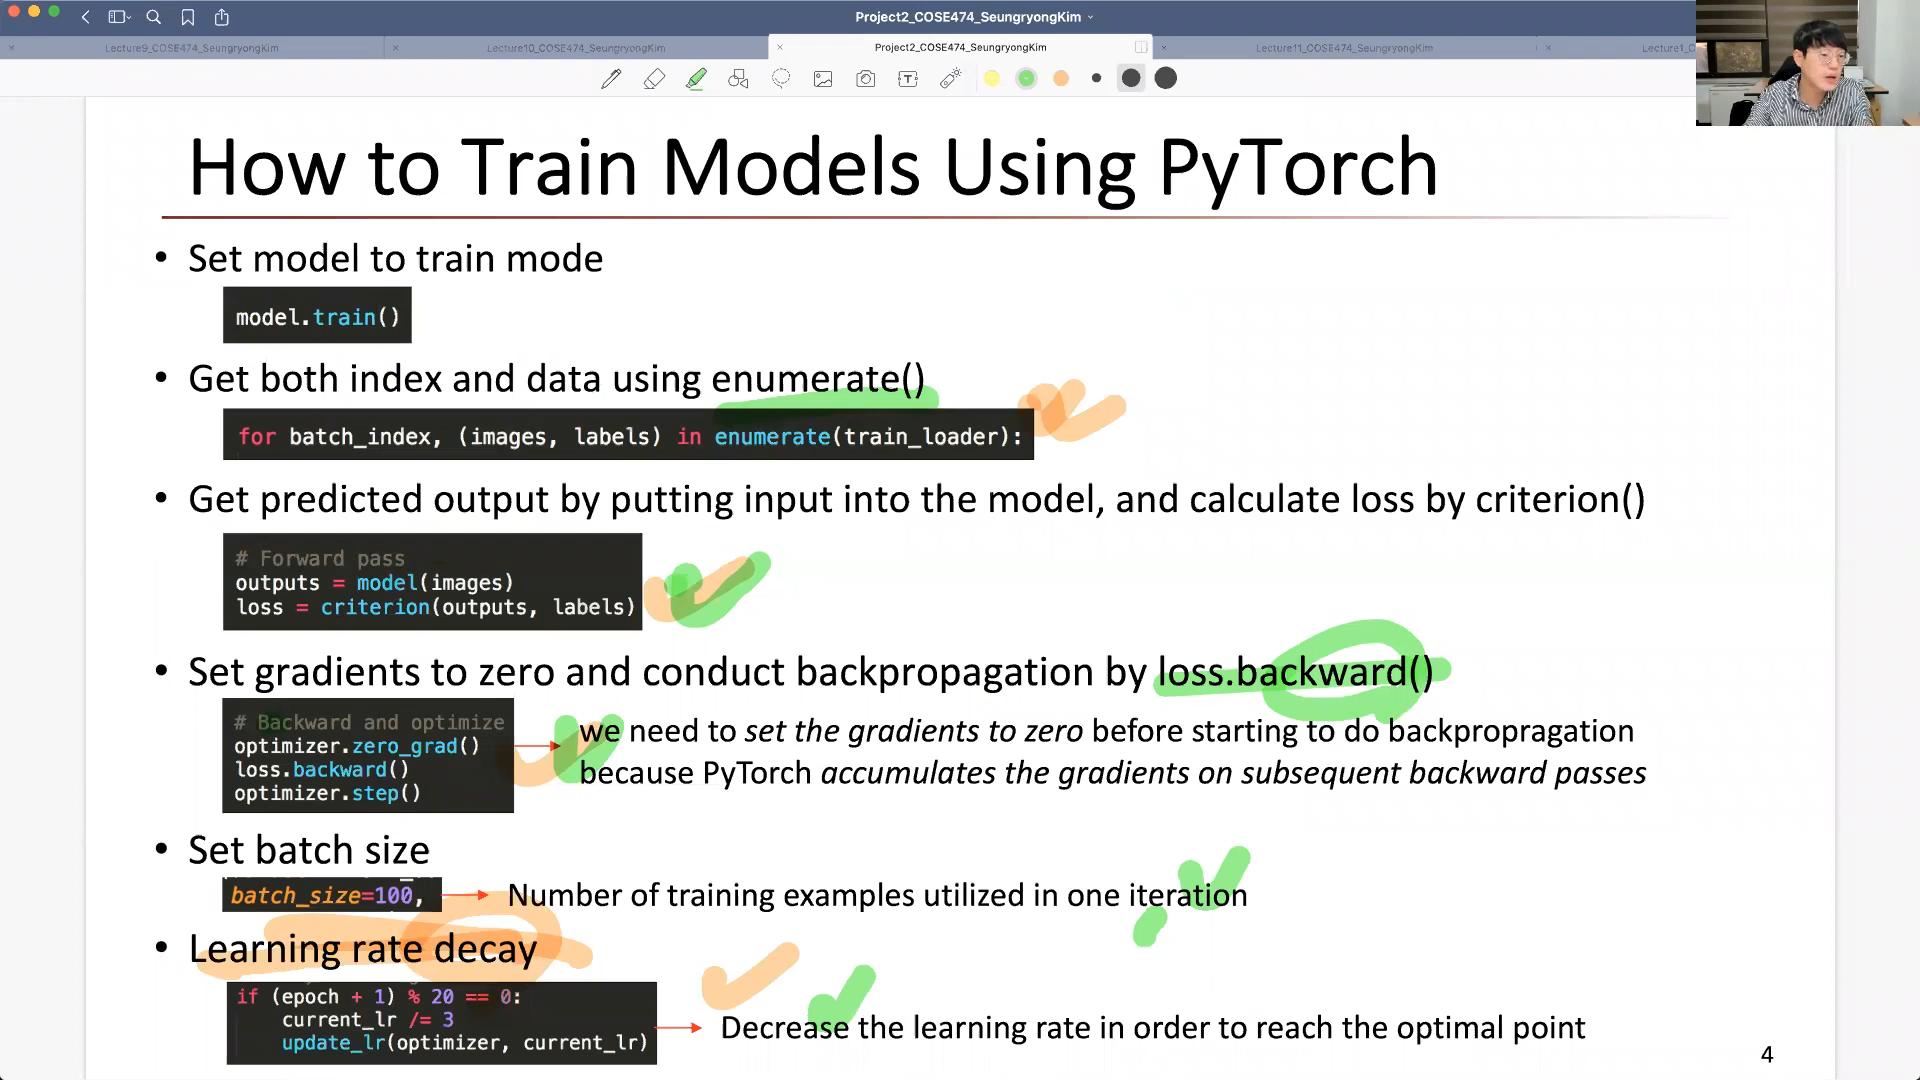 Project2_COSE474_SeungryongKim
Lecture9_COSE474_SeungryongKim
Lecture10_COSE474_SeungryongKim
Project2_COSE474_SeungryongKim
Lecture11_COSE474_SeungryongKim
Lecture1_C
How to Train Models Using PyTorch
• Set model to train mode
model.train()
• Get both index and data using enumerate()
for batch_index, (images, labels) in enumerate(train_loader):
• Get predicted output by putting input into the model, and calculate loss by criterion()
# Forward pass
outputs = model(images)
loss = criterion(outputs, labels)
• Set gradients to zero and conduct backpropagation by loss.backward()
# Backward and optimize
optimizer.zero_grad()
loss.backward()
optimizer.step()
we need to set the gradients to zero before starting to do backpropragation
because PyTorch accumulates the gradients on subsequent backward passes
• Set batch size
batch_size=100,
Number of training examples utilized in one iteration
• Learning rate decay
if (epoch + 1) % 20 == 0:
current_lr /= 3
update_lr(optimizer, current_lr)
Decrease the learning rate in order to reach the optimal point
4